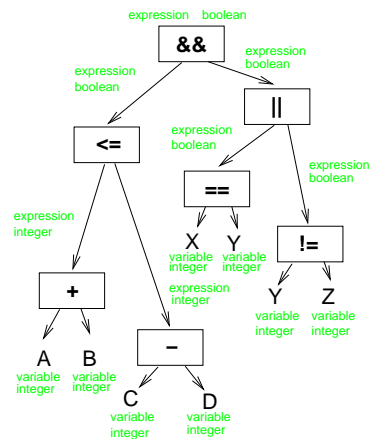 expression boolean
&&
expression
boolean
expression
boolean
||
<=
expression
boolean
expression
boolean
==
expression
integer
X Y
variable
integer
variable
integer
!=
+
expression
integer
Y Z
variable
integer
variable
integer
A B
variable
integer
variable
integer
–
C D
variable
integer
variable
integer